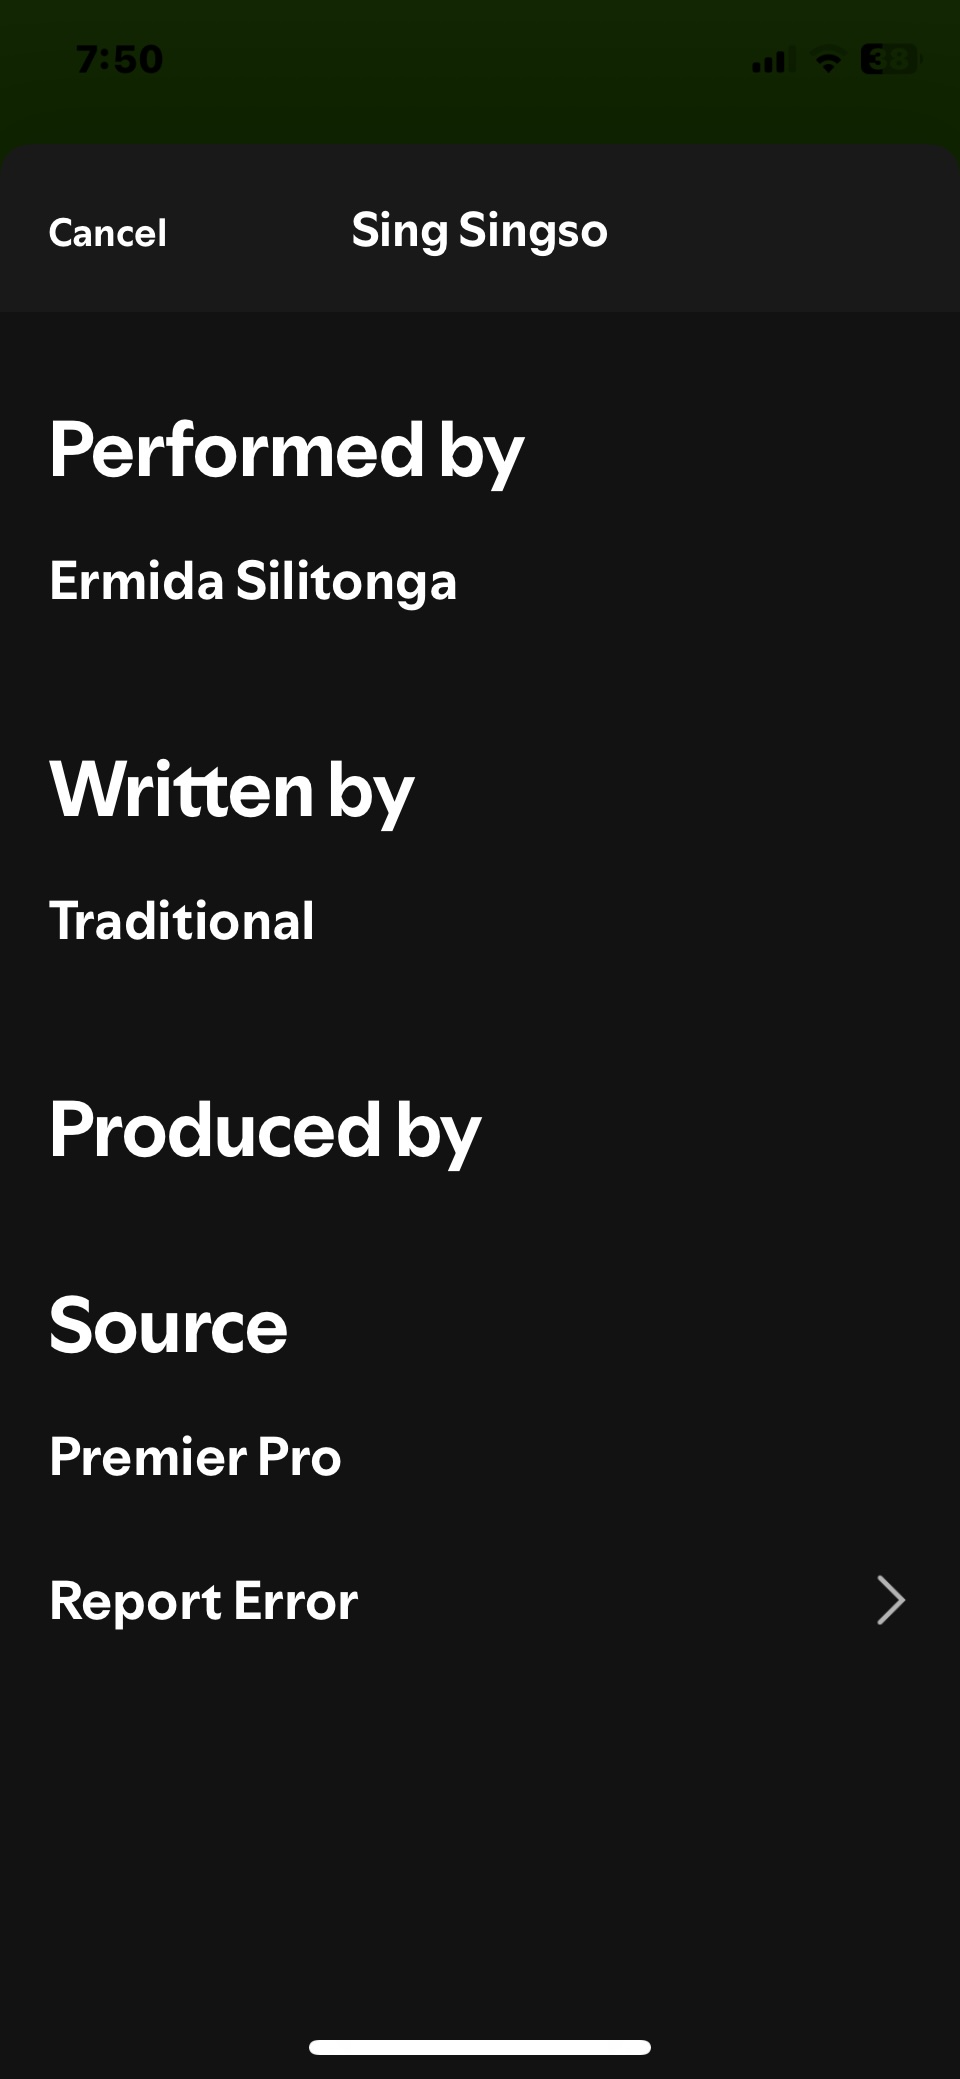 7:50
38
Cancel
Sing Singso
Performed by
Ermida Silitonga
Written by
Traditional
Produced by
Source
Premier Pro
Report Error